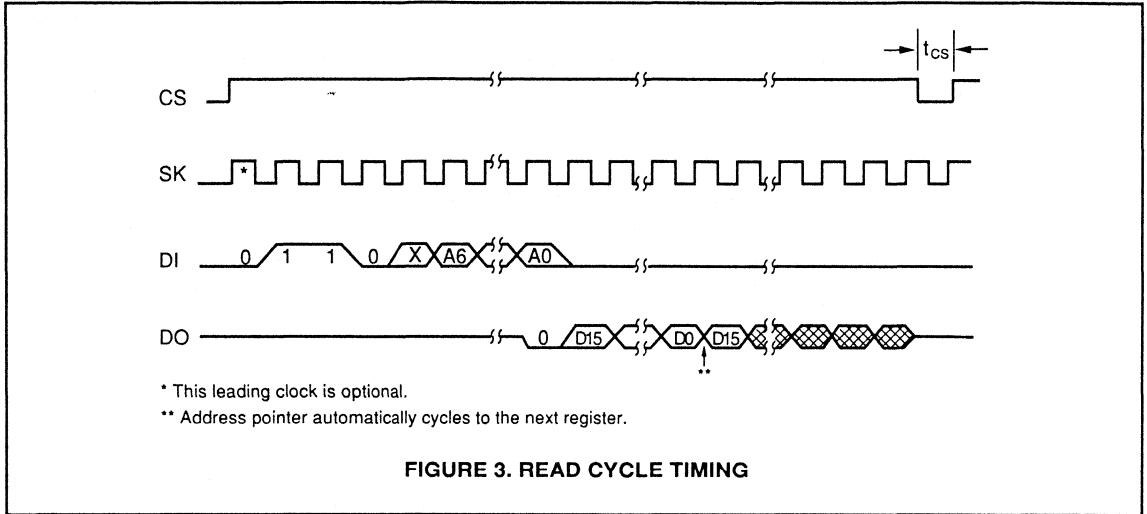 tCS
CS
SK *
DI 0 1 1 0 X A6 A0
DO 0 D15 D0 D15
**
* This leading clock is optional.
** Address pointer automatically cycles to the next register.
FIGURE 3. READ CYCLE TIMING